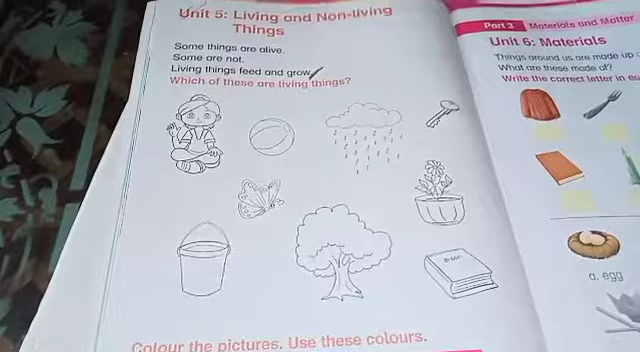 Unit 5: Living and Non-living
Things
Some things are alive.
Some are not.
Living things feed and grow
Which of these are living things?
Colour the pictures. Use these colours.
Part 3 Materials and Matter
Unit 6: Materials
Things around us are made up
What are these made of?
Write the correct letter in
a. egg